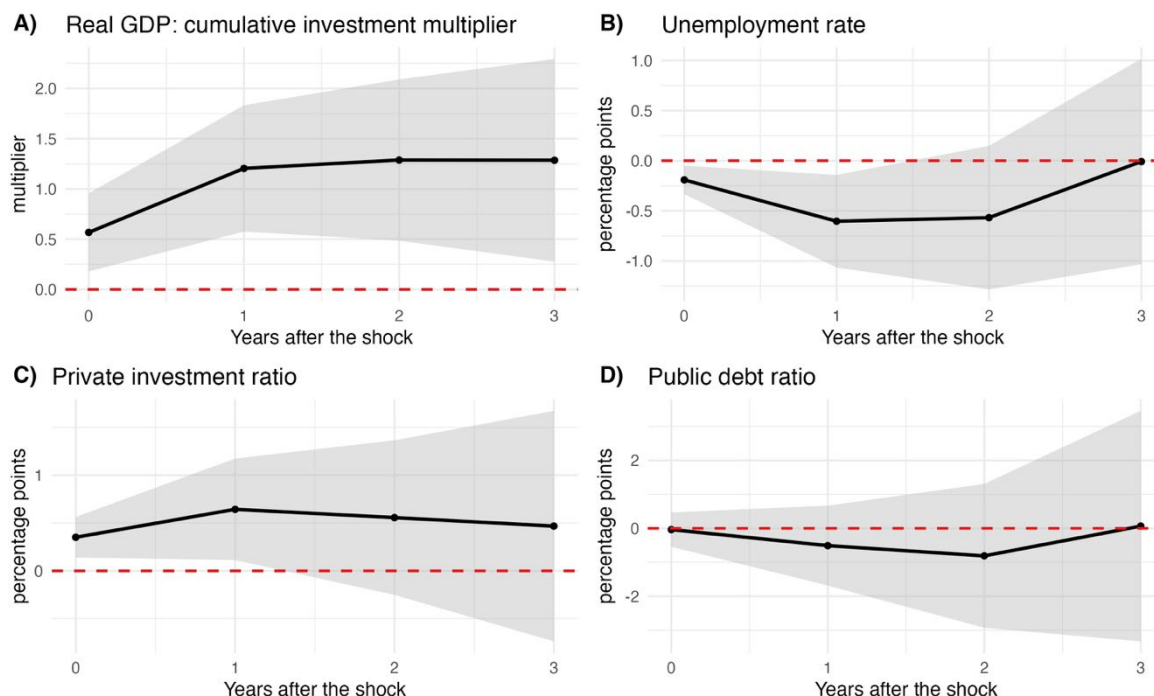 A) Real GDP: cumulative investment multiplier
2.0
1.5
1.0
0.5
0.0
multiplier
0 1 2 3
Years after the shock
B) Unemployment rate
1.0
0.5
0.0
-0.5
-1.0
percentage points
0 1 2 3
Years after the shock
C) Private investment ratio
1
0
percentage points
0 1 2 3
Years after the shock
D) Public debt ratio
2
0
-2
percentage points
0 1 2 3
Years after the shock